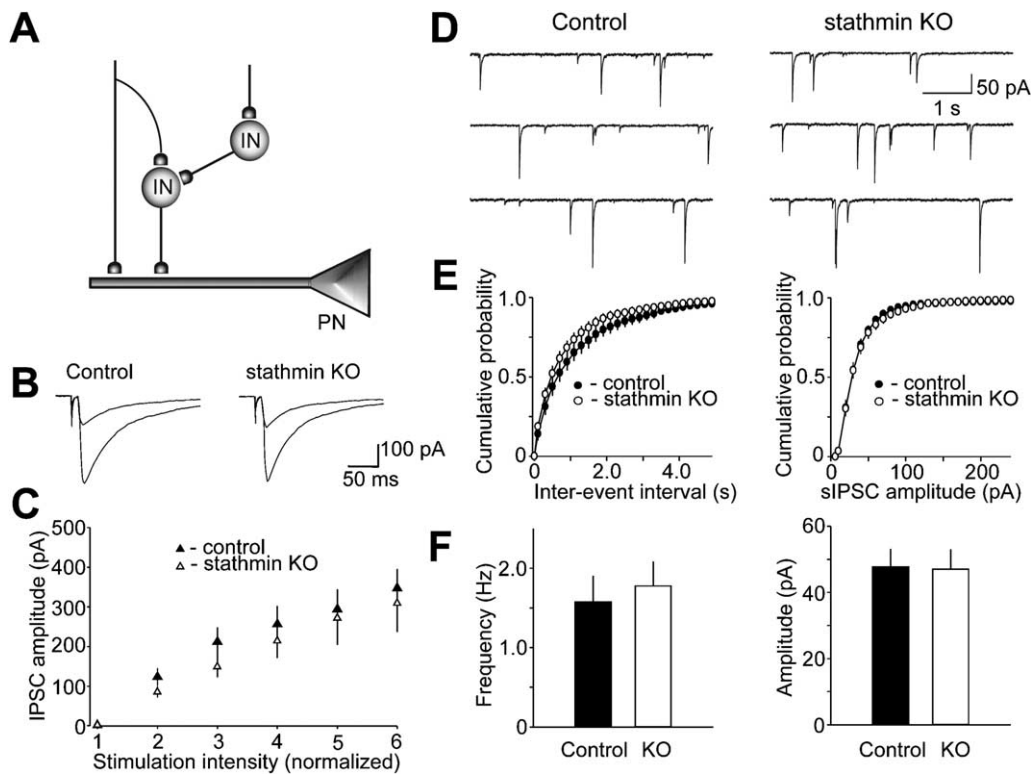 A
IN
IN
PN
B
Control
stathmin KO
100 pA
50 ms
C
IPSC amplitude (pA)
500
400
300
200
100
0
- control
- stathmin KO
1 2 3 4 5 6
Stimulation intensity (normalized)
D
Control
stathmin KO
50 pA
1 s
E
Cumulative probability
1.0
0.5
0
- control
- stathmin KO
0 2.0 4.0
Inter-event interval (s)
Cumulative probability
1.0
0.5
0
- control
- stathmin KO
0 100 200
sIPSC amplitude (pA)
F
Frequency (Hz)
2.0
1.0
0
Control KO
Amplitude (pA)
60
40
20
0
Control KO